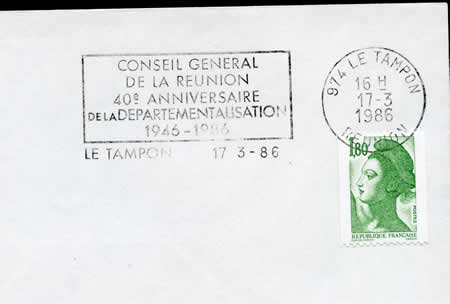 CONSEIL GENERAL
DE LA REUNION
40e ANNIVERSAIRE
DE LA DEPARTEMENTALISATION
1946-1986
LE TAMPON 17 3-86
974 LE TAMPON
16 H
17-3
1986
REUNION
1,80
POSTES
REPUBLIQUE FRANÇAISE